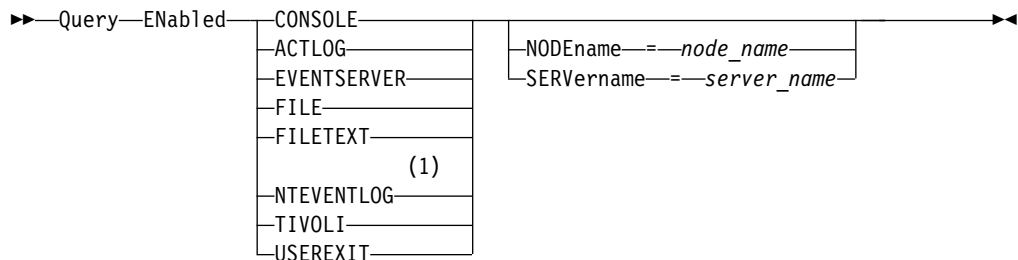 Query ENabled CONSOLE
ACTLOG NODEname = node_name
EVENTSERVER SERVername = server_name
FILE
FILETEXT
(1)
NTEVENTLOG
TIVOLI
USEREXIT